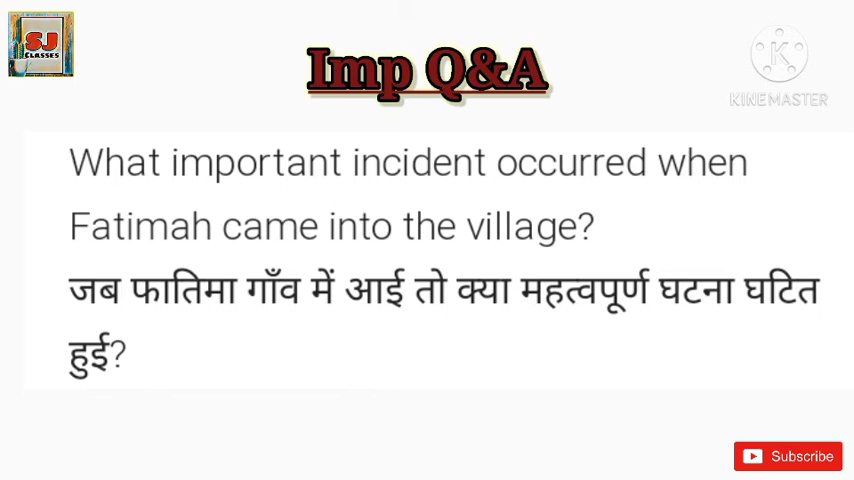 SJ
CLASSES
Imp Q&A
KINEMASTER
What important incident occurred when
Fatimah came into the village?
जब फातिमा गाँव में आई तो क्या महत्वपूर्ण घटना घटित
हुई?
Subscribe